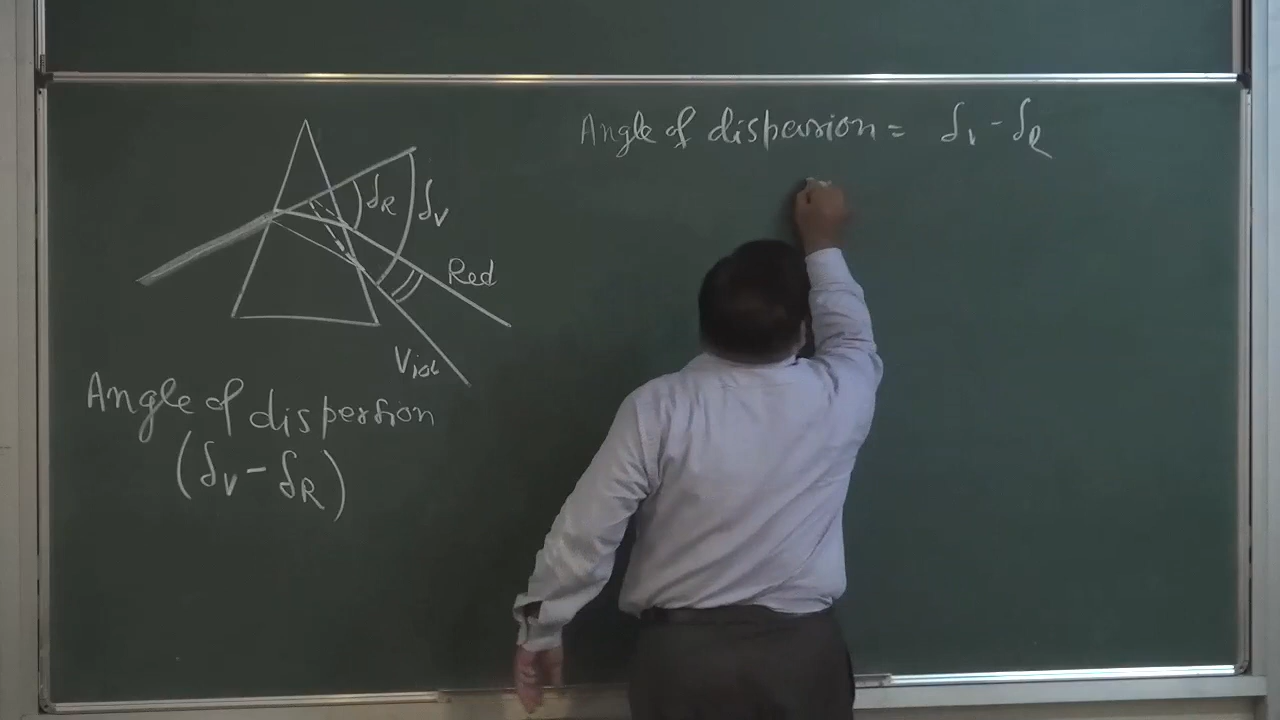 δR
δV
Red
Viol
Angle of dispersion
(δV - δR)
Angle of dispersion = δV - δR